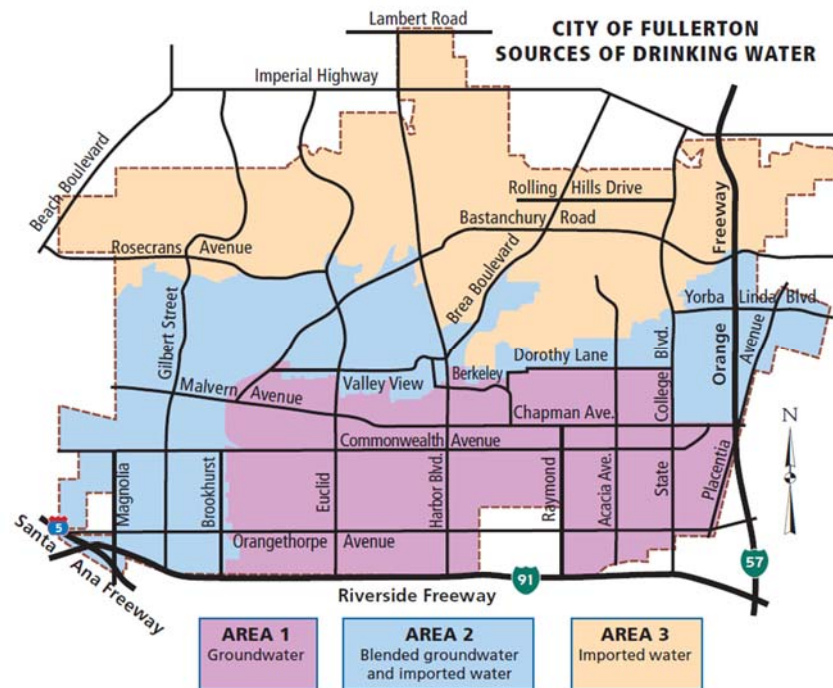 CITY OF FULLERTON
SOURCES OF DRINKING WATER
Lambert Road
Imperial Highway
Beach Boulevard
Rolling Hills Drive
Bastanchury Road
Freeway
Rosecrans Avenue
Brea Boulevard
Yorba Linda Blvd.
Gilbert Street
Orange
Avenue
Dorothy Lane
Blvd.
Valley View
Berkeley
Malvern Avenue
Chapman Ave.
College
N
Commonwealth Avenue
Magnolia
Brookhurst
Euclid
Harbor Blvd.
Raymond
Acacia Ave.
State
Placentia
5
Santa Ana Freeway
Orangethorpe Avenue
57
91
Riverside Freeway
AREA 1
Groundwater
AREA 2
Blended groundwater
and imported water
AREA 3
Imported water